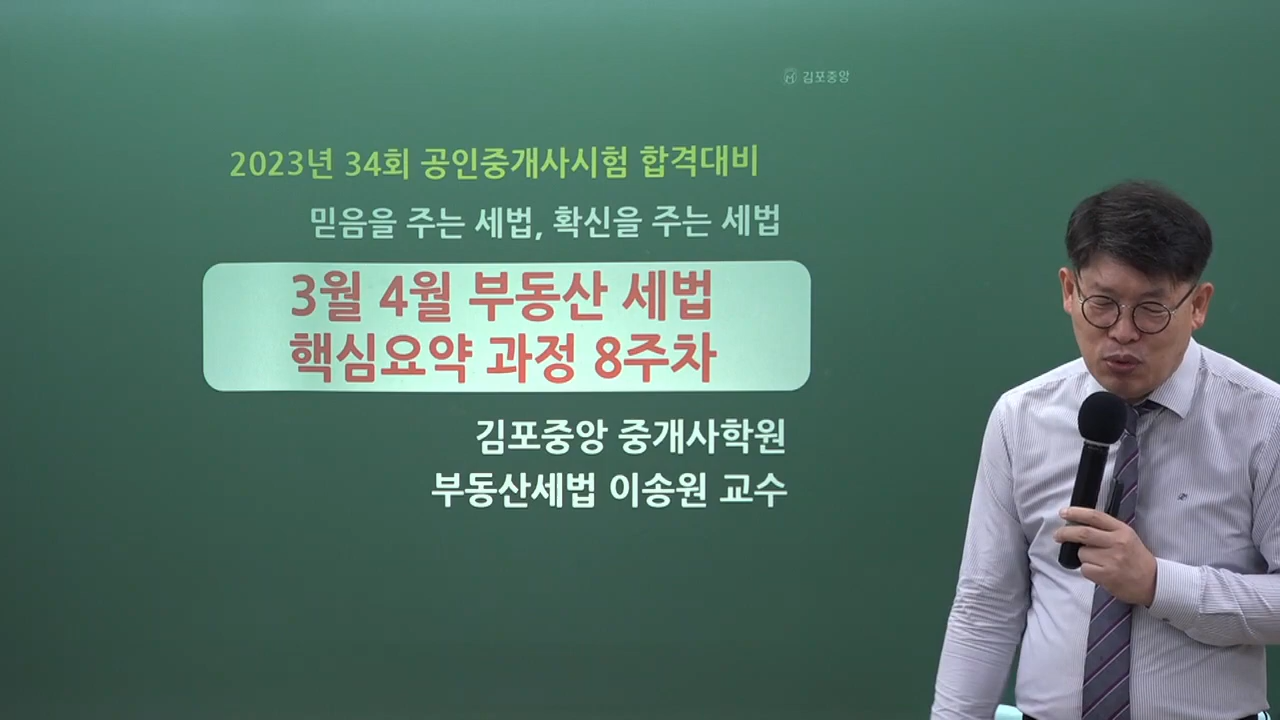 김포중앙
2023년 34회 공인중개사시험 합격대비
믿음을 주는 세법, 확신을 주는 세법
3월 4월 부동산 세법
핵심요약 과정 8주차
김포중앙 중개사학원
부동산세법 이송원 교수